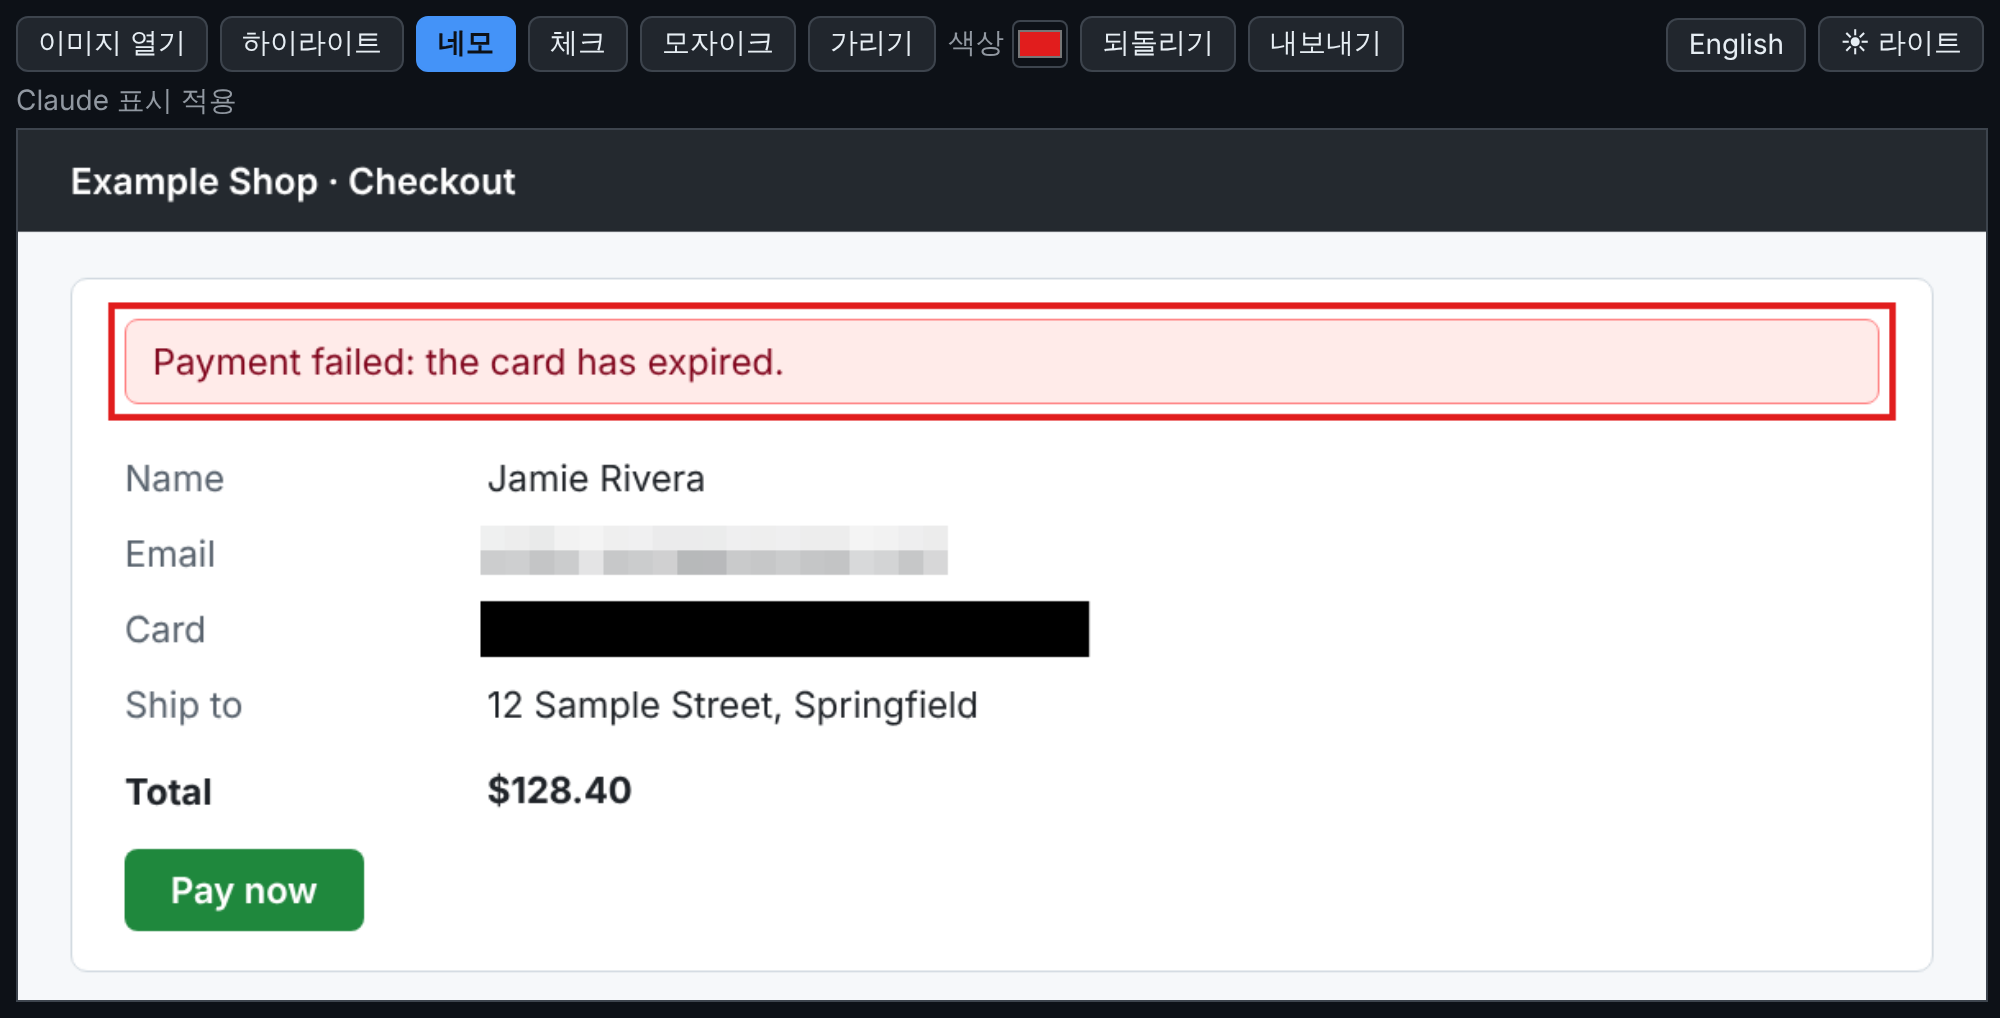 이미지 열기 하이라이트 네모 체크 모자이크 가리기 색상 되돌리기 내보내기 English ☀ 라이트
Claude 표시 적용
Example Shop · Checkout
Payment failed: the card has expired.
Name Jamie Rivera
Email
Card
Ship to 12 Sample Street, Springfield
Total $128.40
Pay now